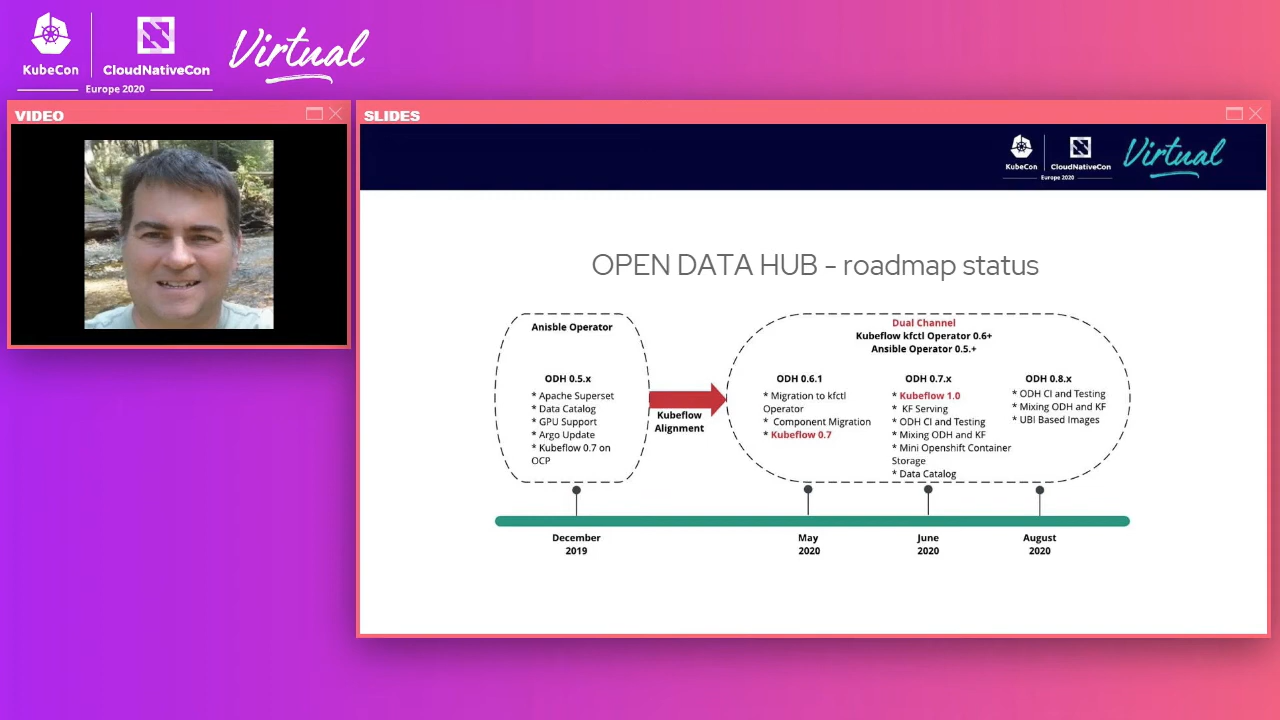 KubeCon
CloudNativeCon
Virtual
Europe 2020
VIDEO
SLIDES
KubeCon
CloudNativeCon
Virtual
Europe 2020
OPEN DATA HUB - roadmap status
Anisble Operator
ODH 0.5.x
* Apache Superset
* Data Catalog
* GPU Support
* Argo Update
* Kubeflow 0.7 on
OCP
Kubeflow
Alignment
Dual Channel
Kubeflow kfctl Operator 0.6+
Ansible Operator 0.5.+
ODH 0.6.1
* Migration to kfctl
Operator
* Component Migration
* Kubeflow 0.7
ODH 0.7.x
* Kubeflow 1.0
* KF Serving
* ODH CI and Testing
* Mixing ODH and KF
* Mini Openshift Container
Storage
* Data Catalog
ODH 0.8.x
* ODH CI and Testing
* Mixing ODH and KF
* UBI Based Images
December
2019
May
2020
June
2020
August
2020